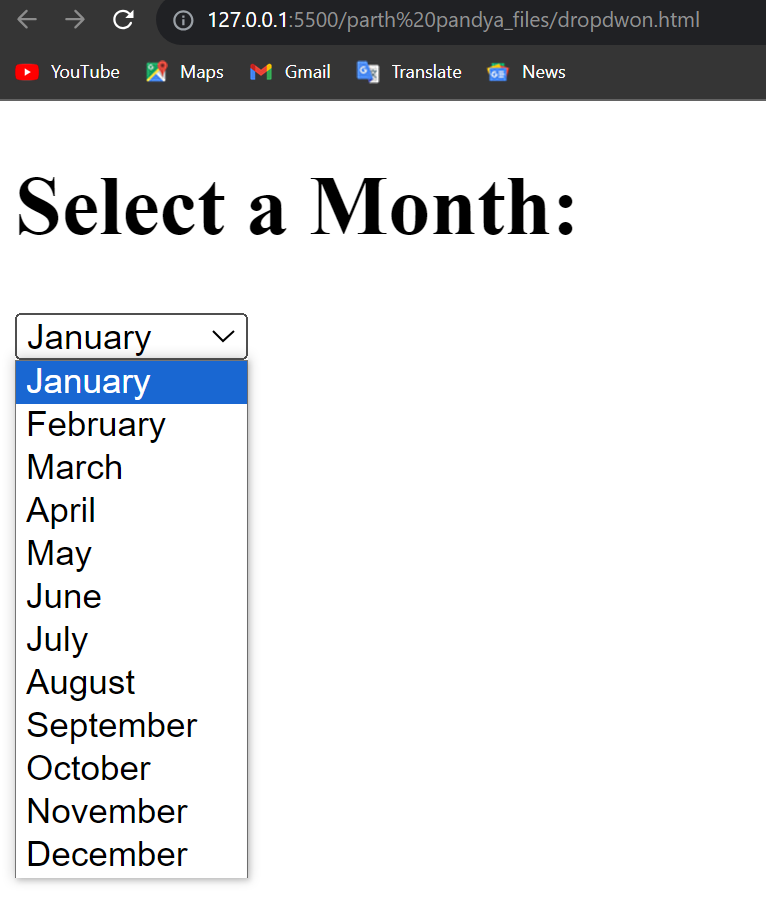 127.0.0.1:5500/parth%20pandya_files/dropdwon.html
YouTube Maps Gmail Translate News
Select a Month:
January
January
February
March
April
May
June
July
August
September
October
November
December